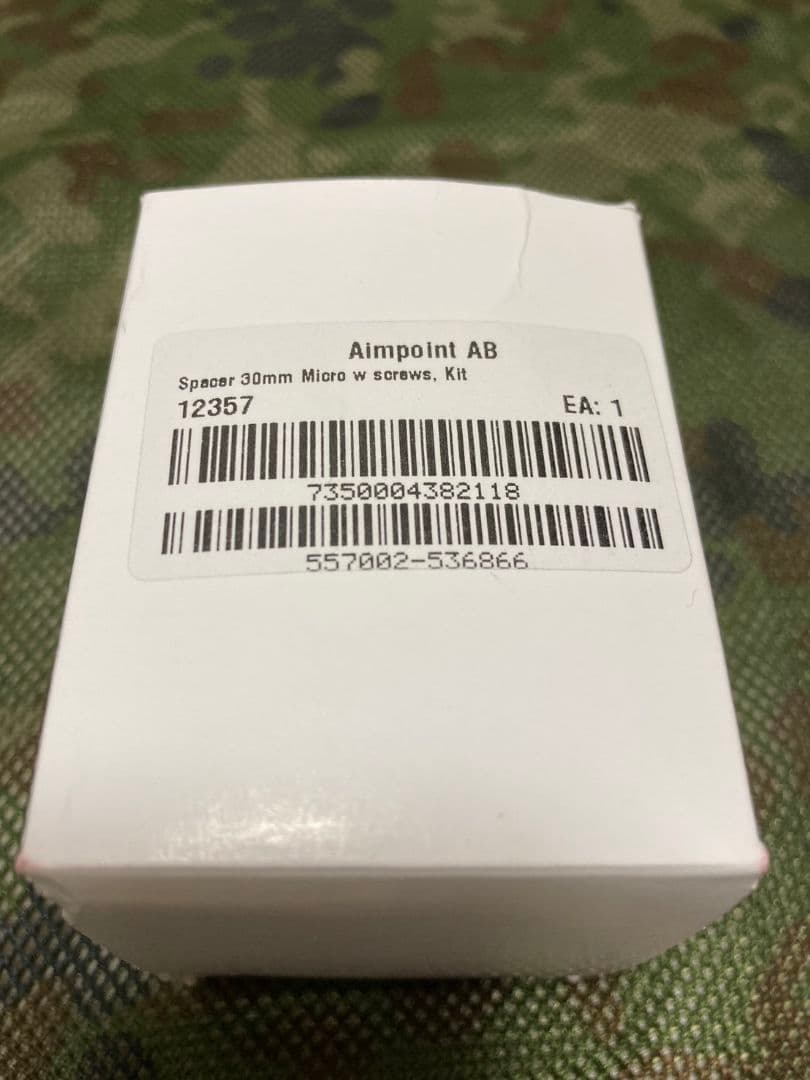 Aimpoint AB
Spacer 30mm Micro w screws, Kit
12357 EA: 1
7350004382118
557002-536866